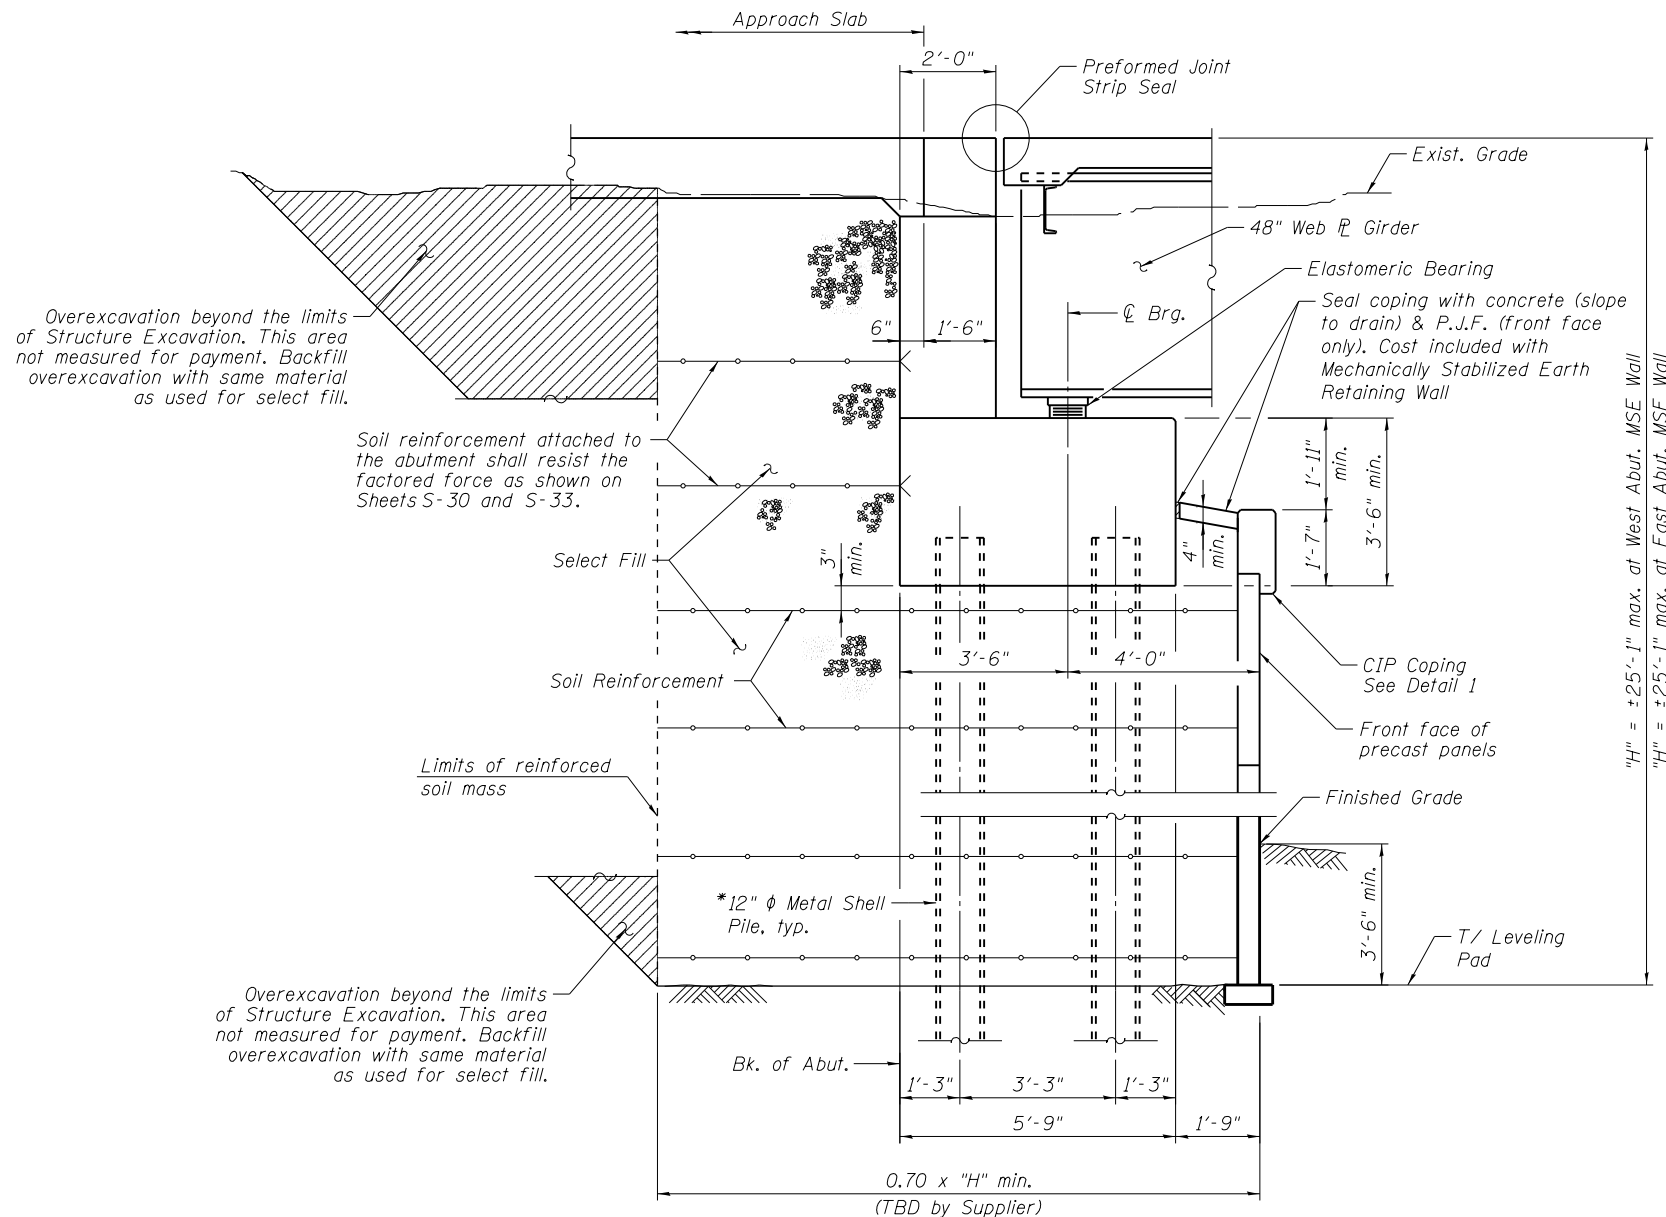 Approach Slab
2'-0"
Preformed Joint
Strip Seal
Exist. Grade
48" Web ⅊ Girder
Elastomeric Bearing
Seal coping with concrete (slope
to drain) & P.J.F. (front face
only). Cost included with
Mechanically Stabilized Earth
Retaining Wall
℄ Brg.
6"
1'-6"
Overexcavation beyond the limits
of Structure Excavation. This area
not measured for payment. Backfill
overexcavation with same material
as used for select fill.
Soil reinforcement attached to
the abutment shall resist the
factored force as shown on
Sheets S-30 and S-33.
1'-11"
min.
3'-6" min.
1'-7"
4"
min.
3"
min.
Select Fill
"H" = ±25'-1" max. at West Abut. MSE Wall
"H" = ±25'-1" max. at East Abut. MSE Wall
3'-6"
4'-0"
Soil Reinforcement
CIP Coping
See Detail 1
Front face of
precast panels
Limits of reinforced
soil mass
Finished Grade
*12" ϕ Metal Shell
Pile, typ.
3'-6" min.
T/ Leveling
Pad
Overexcavation beyond the limits
of Structure Excavation. This area
not measured for payment. Backfill
overexcavation with same material
as used for select fill.
Bk. of Abut.
1'-3"
3'-3"
1'-3"
5'-9"
1'-9"
0.70 x "H" min.
(TBD by Supplier)